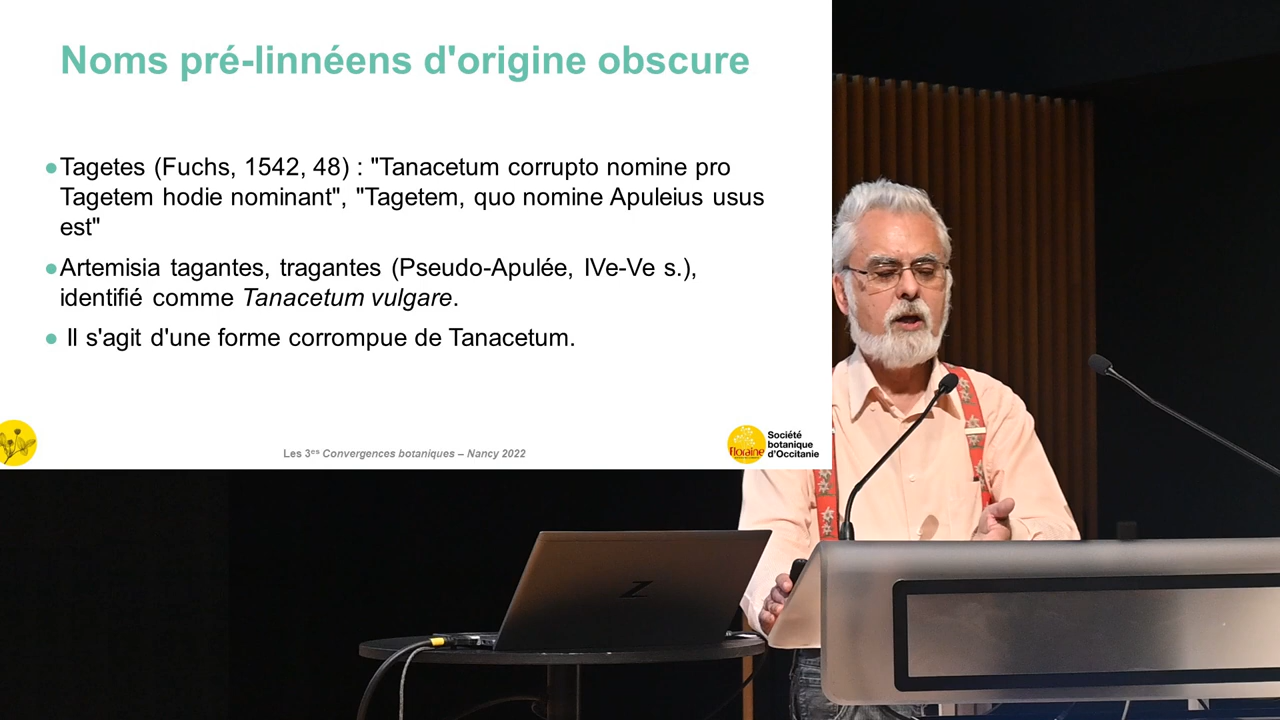 Noms pré-linnéens d'origine obscure
●Tagetes (Fuchs, 1542, 48) : "Tanacetum corrupto nomine pro
Tagetem hodie nominant", "Tagetem, quo nomine Apuleius usus
est"
●Artemisia tagantes, tragantes (Pseudo-Apulée, IVe-Ve s.),
identifié comme Tanacetum vulgare.
● Il s'agit d'une forme corrompue de Tanacetum.
Les 3es Convergences botaniques – Nancy 2022
floraine
Société
botanique
d'Occitanie